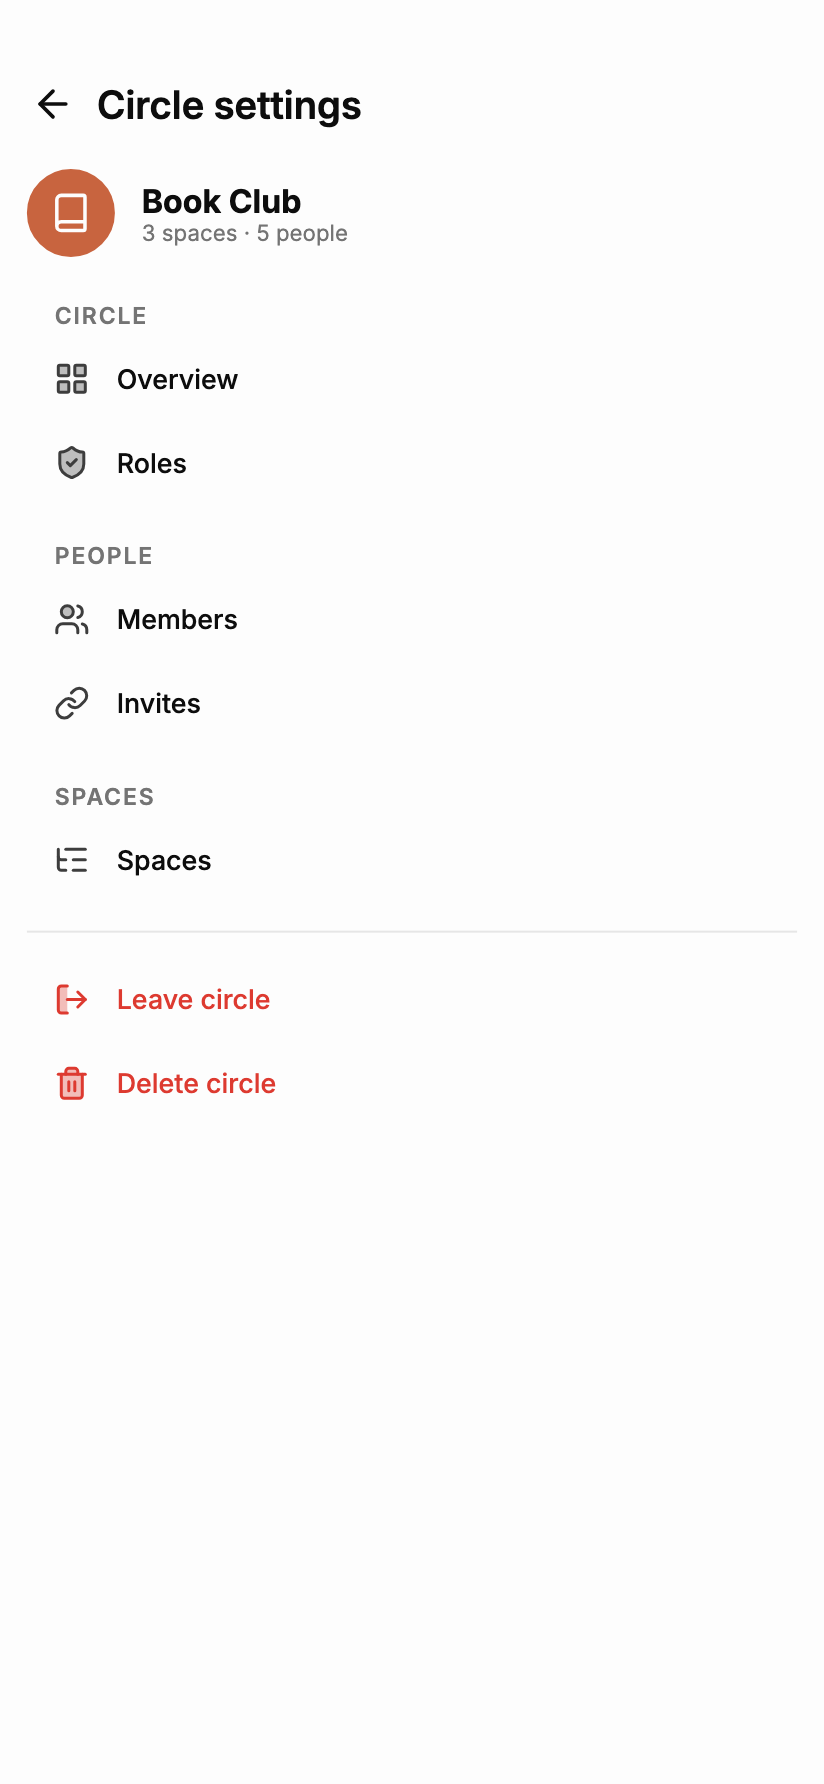 Circle settings
Book Club
3 spaces · 5 people
CIRCLE
Overview
Roles
PEOPLE
Members
Invites
SPACES
Spaces
Leave circle
Delete circle